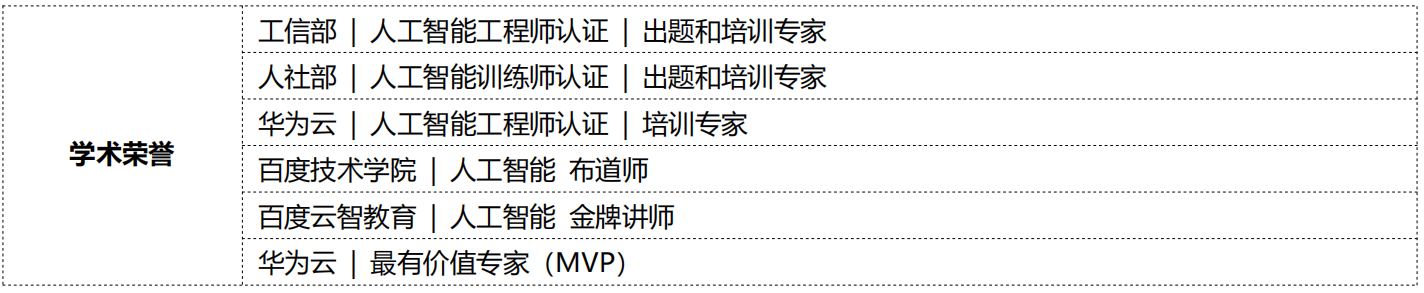 工信部 | 人工智能工程师认证 | 出题和培训专家
人社部 | 人工智能训练师认证 | 出题和培训专家
华为云 | 人工智能工程师认证 | 培训专家
学术荣誉
百度技术学院 | 人工智能 布道师
百度云智教育 | 人工智能 金牌讲师
华为云 | 最有价值专家（MVP）